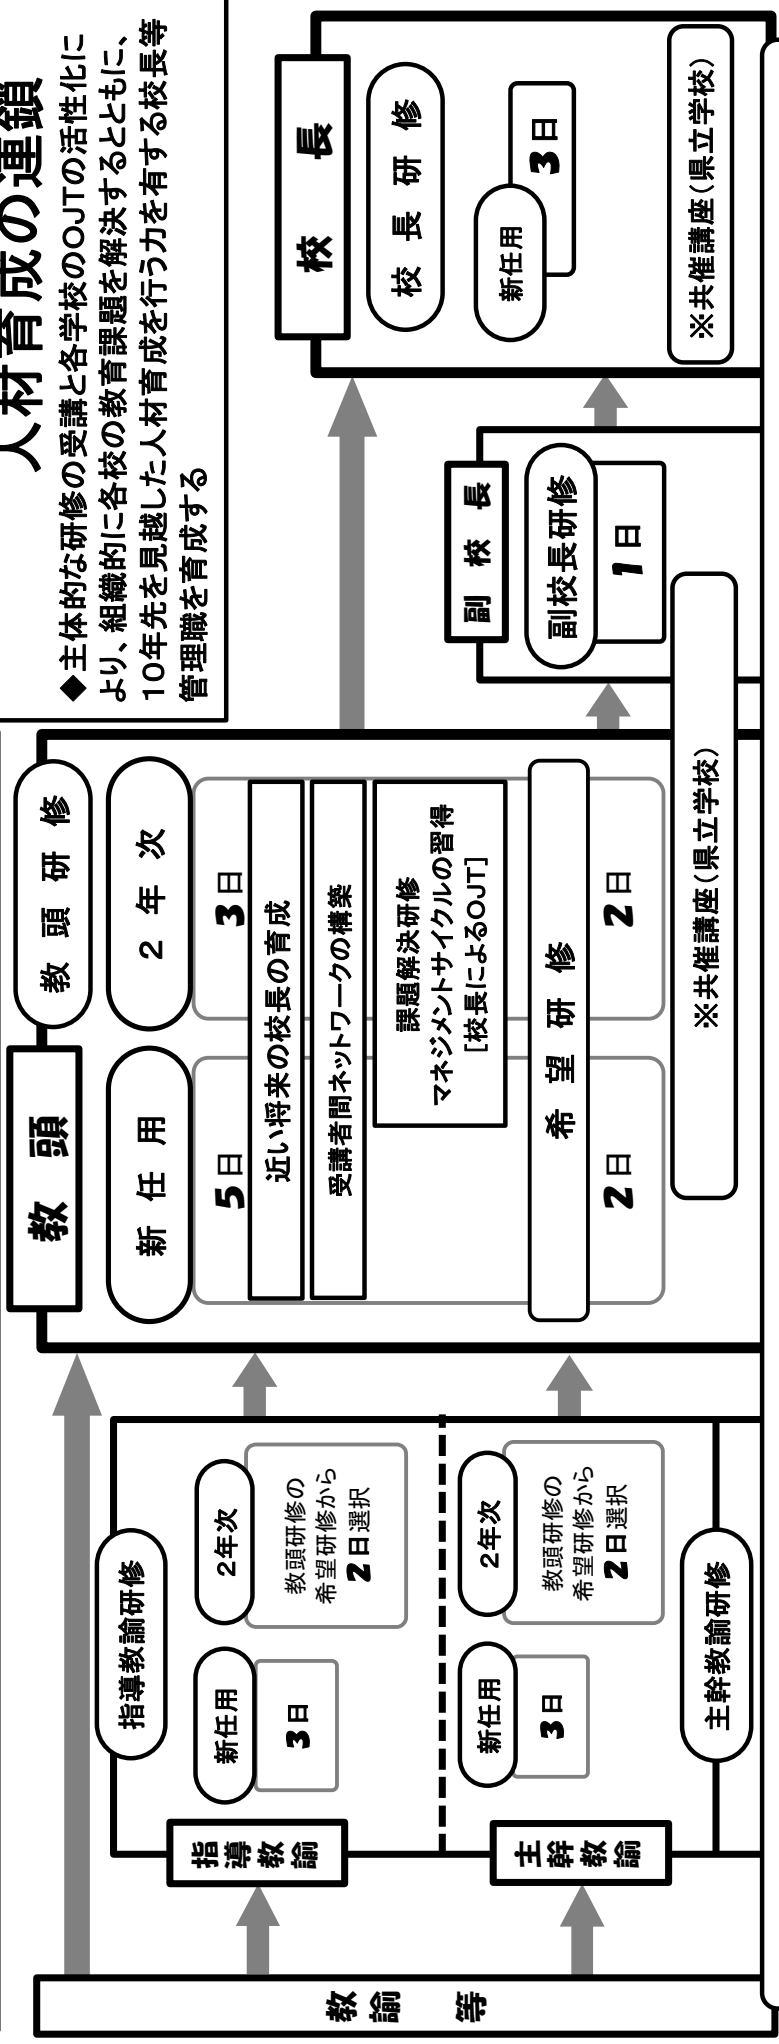 人材育成の連鎖
◆主体的な研修の受講と各学校のOJTの活性化に
より、組織的に各校の教育課題を解決するとともに、
10年先を見越した人材育成を行う力を有する校長等
管理職を育成する
教諭等
指導教諭
指導教諭研修
新任用
3日
2年次
教頭研修の
希望研修から
2日選択
主幹教諭
新任用
3日
2年次
教頭研修の
希望研修から
2日選択
主幹教諭研修
教頭
教頭研修
新任用
2年次
5日
3日
近い将来の校長の育成
受講者間ネットワークの構築
課題解決研修
マネジメントサイクルの習得
[校長によるOJT]
希望研修
2日
2日
※共催講座(県立学校)
副校長
副校長研修
1日
校長
校長研修
新任用
3日
※共催講座(県立学校)